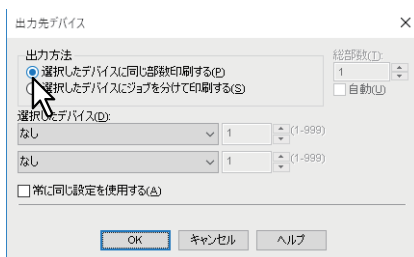 出力先デバイス
出力方法
選択したデバイスに同じ部数印刷する(P)
選択したデバイスにジョブを分けて印刷する(S)
総部数(T):
1
自動(U)
選択したデバイス(D):
なし 1 (1-999)
なし 1 (1-999)
常に同じ設定を使用する(A)
OK キャンセル ヘルプ